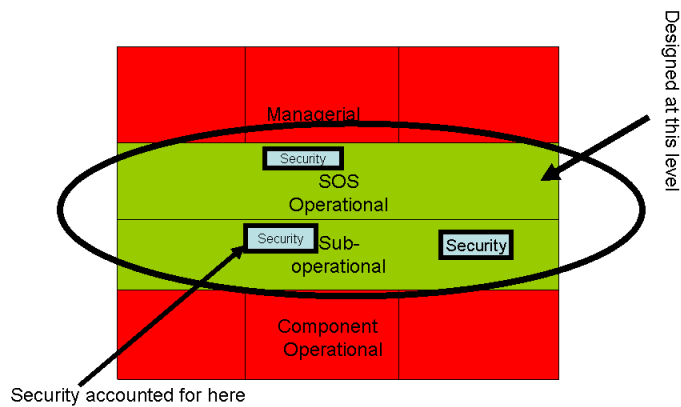 Designed at this level
Managerial
Security
SOS
Operational
Security
Sub-
operational
Security
Component
Operational
Security accounted for here